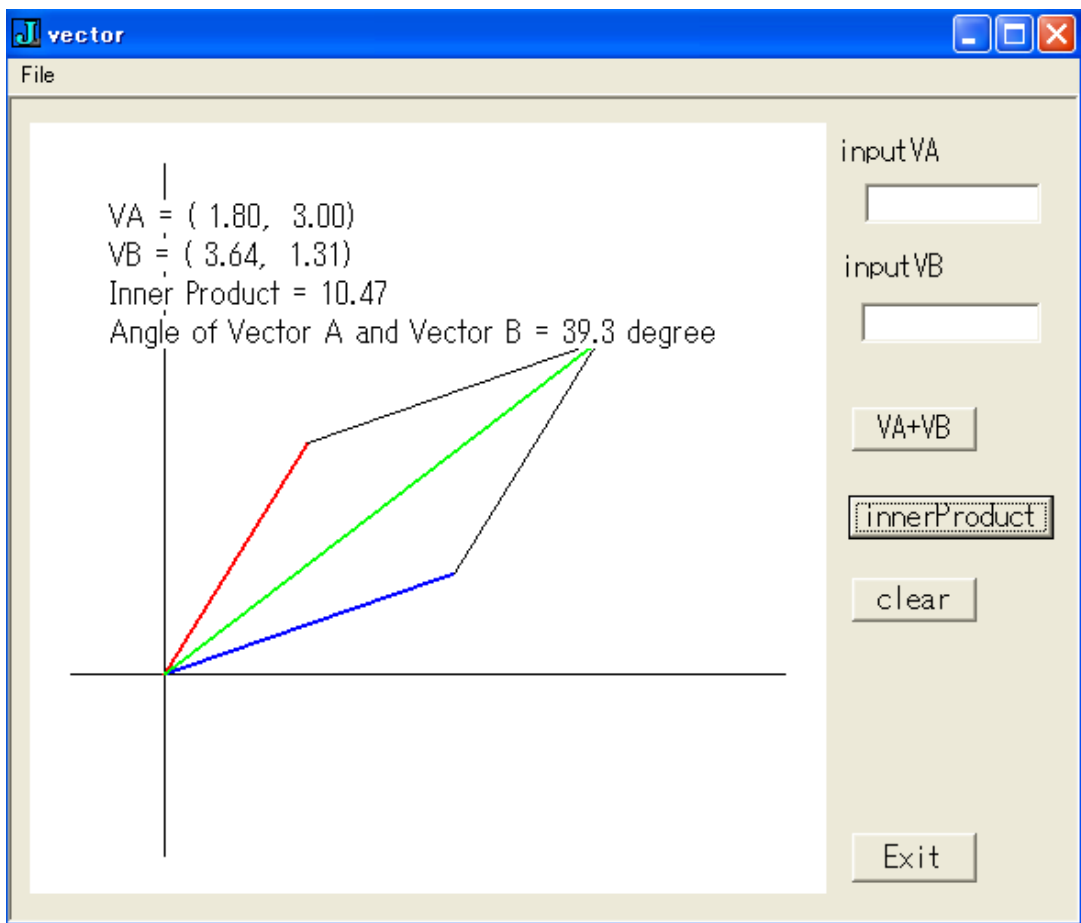 vector
File
VA = ( 1.80, 3.00)
VB = ( 3.64, 1.31)
Inner Product = 10.47
Angle of Vector A and Vector B = 39.3 degree
inputVA
inputVB
VA+VB
innerProduct
clear
Exit